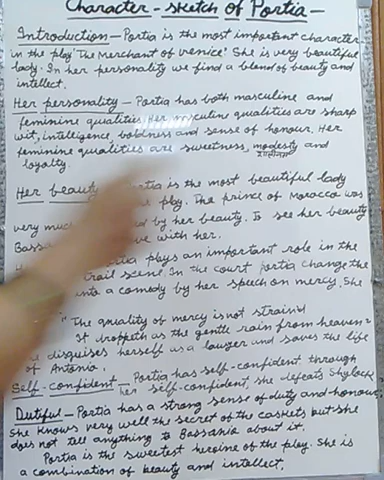 Character - sketch of Portia -
Introduction - Portia is the most important character
in the play 'The Merchant of Venice'. She is very beautiful
lady. In her personality we find a blend of beauty and
intellect.
Her personality - Portia has both masculine and
feminine qualities. Her masculine qualities are sharp
wit, intelligence, boldness and sense of honour. Her
feminine qualities are sweetness, modesty and
loyalty.
Her beauty is the most beautiful lady
play. The prince of Moracco was
very much by her beauty. To see her beauty
Bassa with her.
plays an important role in the
trail scene. In the court portia change the
into a comedy by her speech on mercy. She
" The quality of mercy is not strain'd
It droppeth as the gentle rain from heaven "
disguises herself as a lawyer and saves the life
of Antonio.
Self-confident - Portia has self-confident through
her self-confident, she defeats Shylock
Dutiful - Portia has a strong sense of duty and honour.
She knows very well the secret of the caskets but she
does not tell anything to Bassanio about it.
Portia is the sweetest heroine of the play. She is
a combination of beauty and intellect.